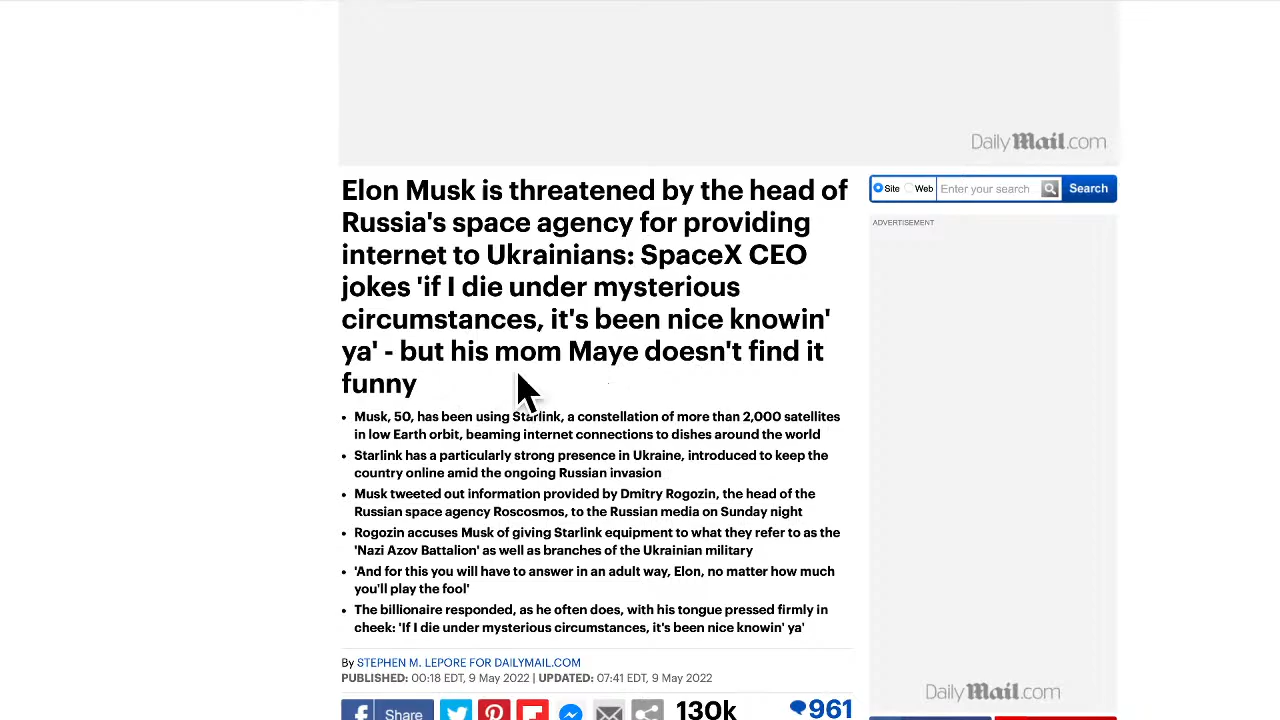 Daily Mail.com
Elon Musk is threatened by the head of
Russia's space agency for providing
internet to Ukrainians: SpaceX CEO
jokes 'if I die under mysterious
circumstances, it's been nice knowin'
ya' - but his mom Maye doesn't find it
funny
Site Web Enter your search Search
ADVERTISEMENT
• Musk, 50, has been using Starlink, a constellation of more than 2,000 satellites
in low Earth orbit, beaming internet connections to dishes around the world
• Starlink has a particularly strong presence in Ukraine, introduced to keep the
country online amid the ongoing Russian invasion
• Musk tweeted out information provided by Dmitry Rogozin, the head of the
Russian space agency Roscosmos, to the Russian media on Sunday night
• Rogozin accuses Musk of giving Starlink equipment to what they refer to as the
'Nazi Azov Battalion' as well as branches of the Ukrainian military
• 'And for this you will have to answer in an adult way, Elon, no matter how much
you'll play the fool'
• The billionaire responded, as he often does, with his tongue pressed firmly in
cheek: 'If I die under mysterious circumstances, it's been nice knowin' ya'
By STEPHEN M. LEPORE FOR DAILYMAIL.COM
PUBLISHED: 00:18 EDT, 9 May 2022 | UPDATED: 07:41 EDT, 9 May 2022
Share 130k 961
Daily Mail.com